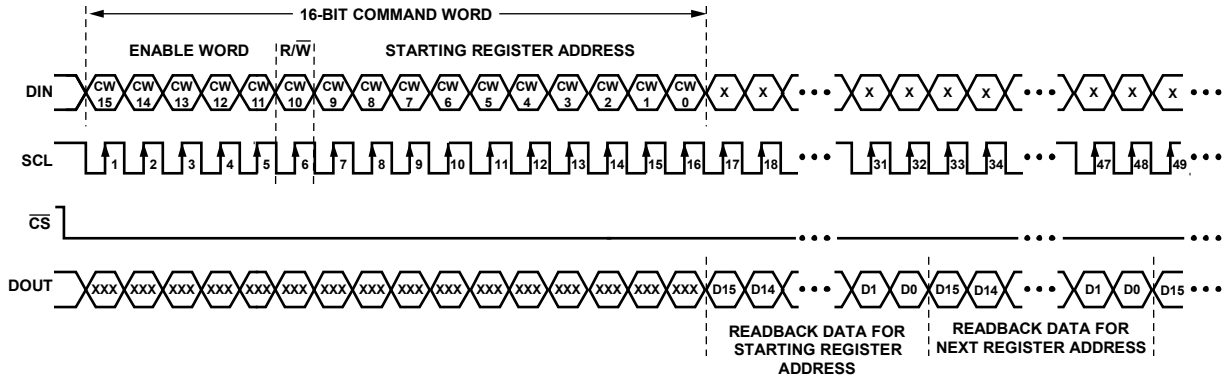 16-BIT COMMAND WORD
ENABLE WORD R/W̅ STARTING REGISTER ADDRESS
DIN CW 15 CW 14 CW 13 CW 12 CW 11 CW 10 CW 9 CW 8 CW 7 CW 6 CW 5 CW 4 CW 3 CW 2 CW 1 CW 0 X X ••• X X X X ••• X X X •••
SCL 1 2 3 4 5 6 7 8 9 10 11 12 13 14 15 16 17 18 ••• 31 32 33 34 ••• 47 48 49 •••
C̅S̅ ••• ••• •••
DOUT XXX XXX XXX XXX XXX XXX XXX XXX XXX XXX XXX XXX XXX XXX XXX XXX D15 D14 ••• D1 D0 D15 D14 ••• D1 D0 D15 •••
READBACK DATA FOR
STARTING REGISTER
ADDRESS
READBACK DATA FOR
NEXT REGISTER ADDRESS